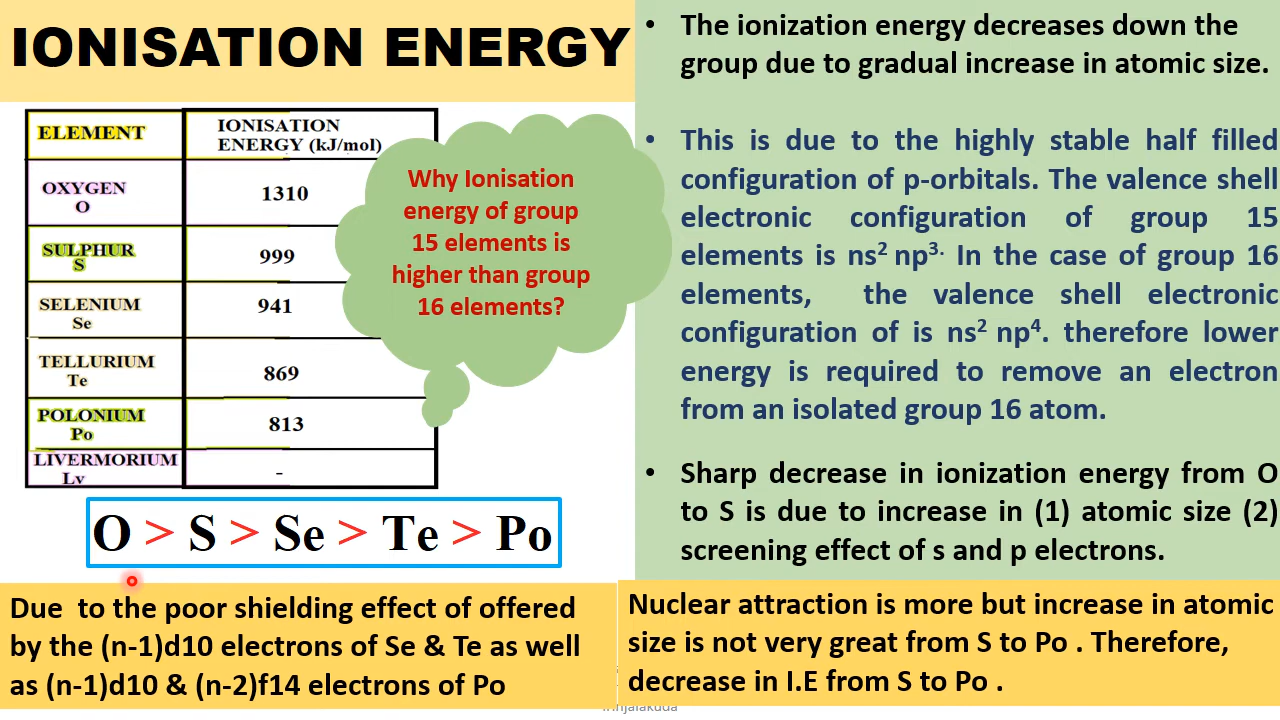 IONISATION ENERGY
ELEMENT
IONISATION
ENERGY (kJ/mol)
OXYGEN
O
1310
SULPHUR
S
999
SELENIUM
Se
941
TELLURIUM
Te
869
POLONIUM
Po
813
LIVERMORIUM
Lv
-
Why Ionisation
energy of group
15 elements is
higher than group
16 elements?
O > S > Se > Te > Po
Due to the poor shielding effect of offered
by the (n-1)d10 electrons of Se & Te as well
as (n-1)d10 & (n-2)f14 electrons of Po
• The ionization energy decreases down the
group due to gradual increase in atomic size.
• This is due to the highly stable half filled
configuration of p-orbitals. The valence shell
electronic configuration of group 15
elements is ns² np³. In the case of group 16
elements, the valence shell electronic
configuration of is ns² np⁴. therefore lower
energy is required to remove an electron
from an isolated group 16 atom.
• Sharp decrease in ionization energy from O
to S is due to increase in (1) atomic size (2)
screening effect of s and p electrons.
Nuclear attraction is more but increase in atomic
size is not very great from S to Po . Therefore,
decrease in I.E from S to Po .